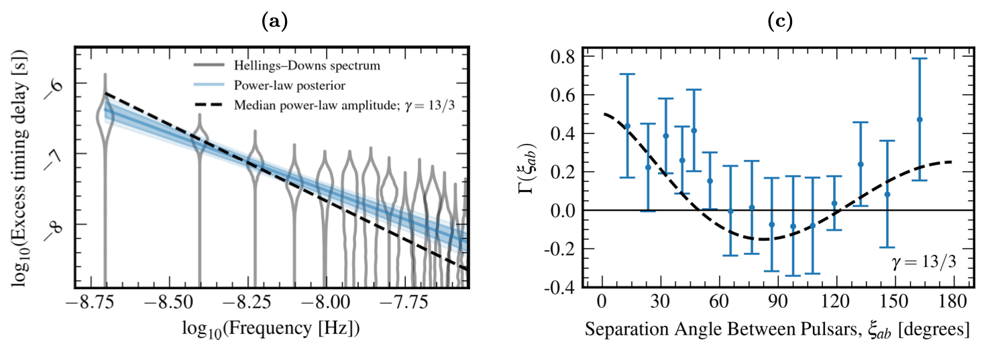 (a)
log10(Excess timing delay [s])
−6
−7
−8
Hellings–Downs spectrum
Power-law posterior
Median power-law amplitude; γ = 13/3
−8.75 −8.50 −8.25 −8.00 −7.75
log10(Frequency [Hz])
(c)
Γ(ξab)
0.8
0.6
0.4
0.2
0.0
-0.2
-0.4
γ = 13/3
0 30 60 90 120 150 180
Separation Angle Between Pulsars, ξab [degrees]